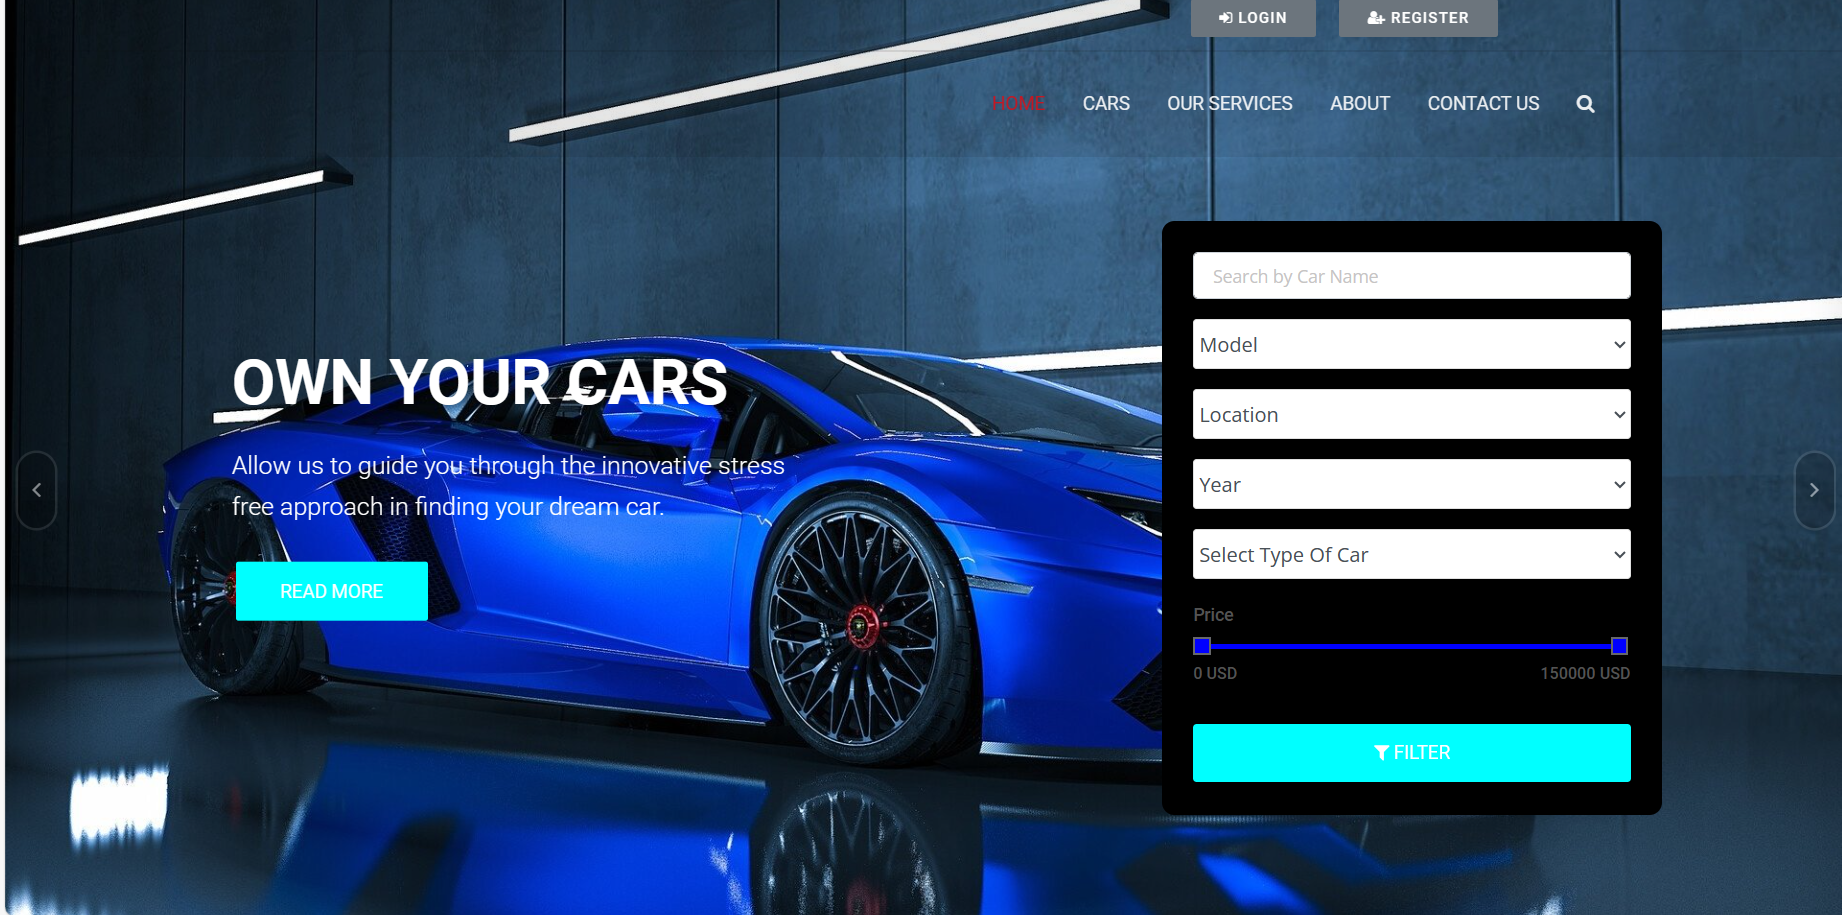 LOGIN
REGISTER
HOME
CARS
OUR SERVICES
ABOUT
CONTACT US
OWN YOUR CARS
Allow us to guide you through the innovative stress
free approach in finding your dream car.
READ MORE
Search by Car Name
Model
Location
Year
Select Type Of Car
Price
0 USD
150000 USD
FILTER